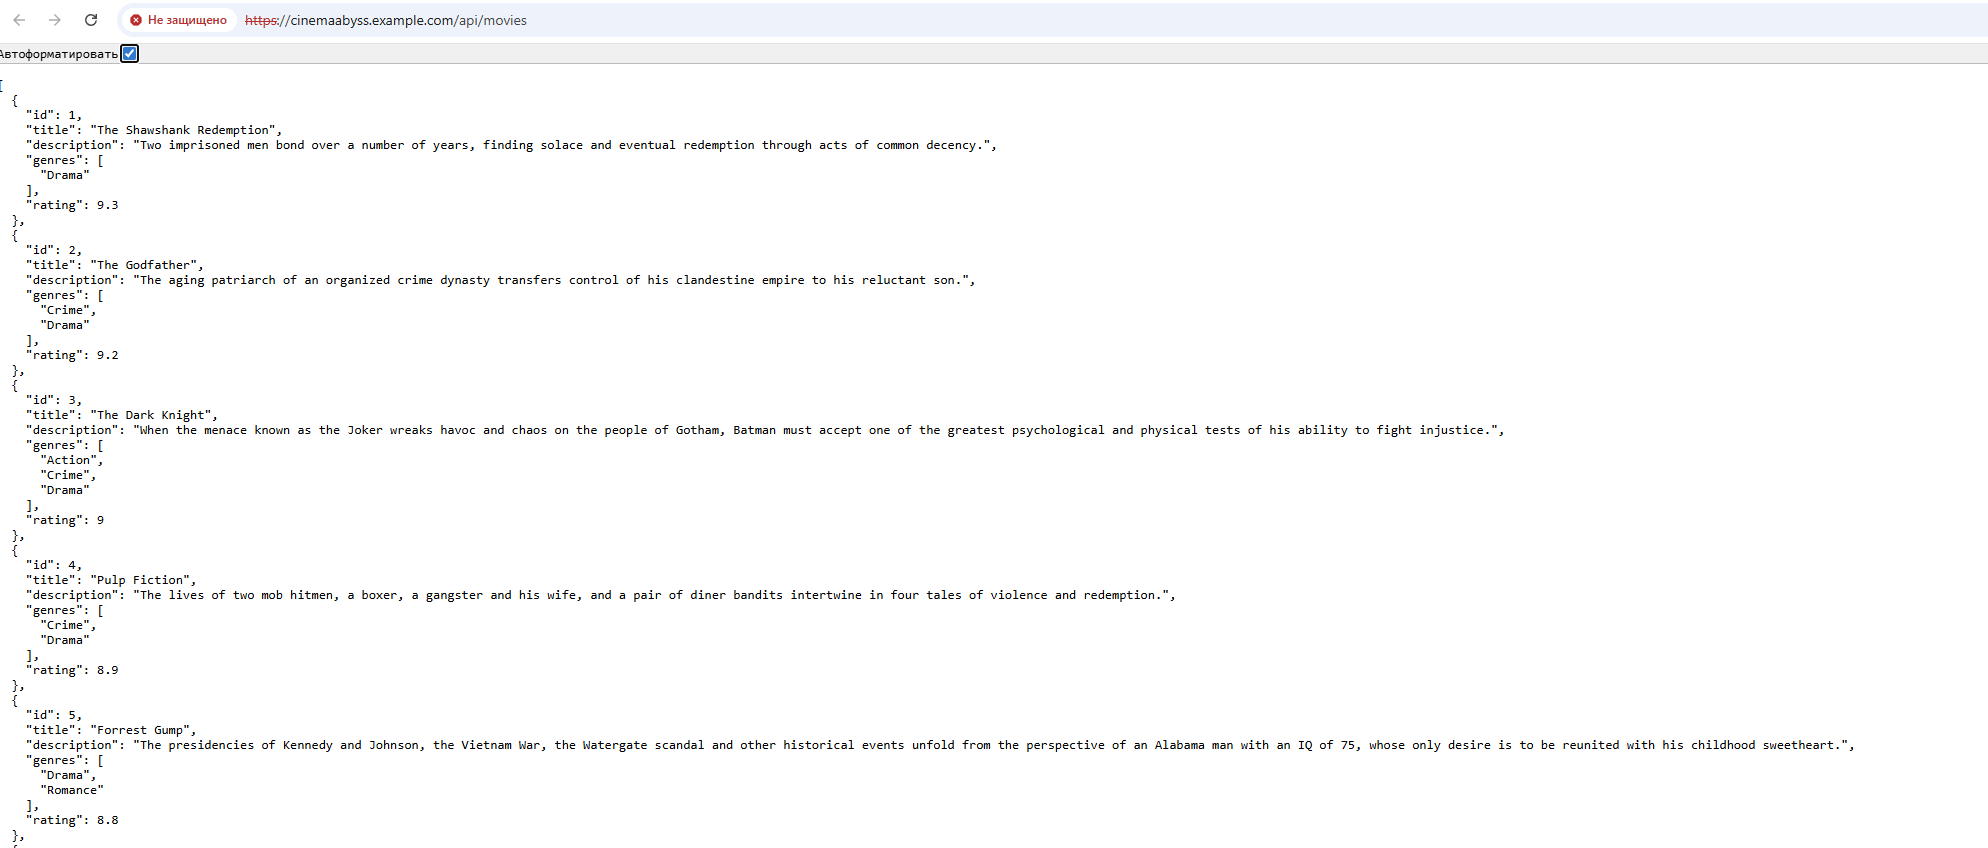 Не защищено https://cinemaabyss.example.com/api/movies
Автоформатировать
[
  {
    "id": 1,
    "title": "The Shawshank Redemption",
    "description": "Two imprisoned men bond over a number of years, finding solace and eventual redemption through acts of common decency.",
    "genres": [
      "Drama"
    ],
    "rating": 9.3
  },
  {
    "id": 2,
    "title": "The Godfather",
    "description": "The aging patriarch of an organized crime dynasty transfers control of his clandestine empire to his reluctant son.",
    "genres": [
      "Crime",
      "Drama"
    ],
    "rating": 9.2
  },
  {
    "id": 3,
    "title": "The Dark Knight",
    "description": "When the menace known as the Joker wreaks havoc and chaos on the people of Gotham, Batman must accept one of the greatest psychological and physical tests of his ability to fight injustice.",
    "genres": [
      "Action",
      "Crime",
      "Drama"
    ],
    "rating": 9
  },
  {
    "id": 4,
    "title": "Pulp Fiction",
    "description": "The lives of two mob hitmen, a boxer, a gangster and his wife, and a pair of diner bandits intertwine in four tales of violence and redemption.",
    "genres": [
      "Crime",
      "Drama"
    ],
    "rating": 8.9
  },
  {
    "id": 5,
    "title": "Forrest Gump",
    "description": "The presidencies of Kennedy and Johnson, the Vietnam War, the Watergate scandal and other historical events unfold from the perspective of an Alabama man with an IQ of 75, whose only desire is to be reunited with his childhood sweetheart.",
    "genres": [
      "Drama",
      "Romance"
    ],
    "rating": 8.8
  },
  {